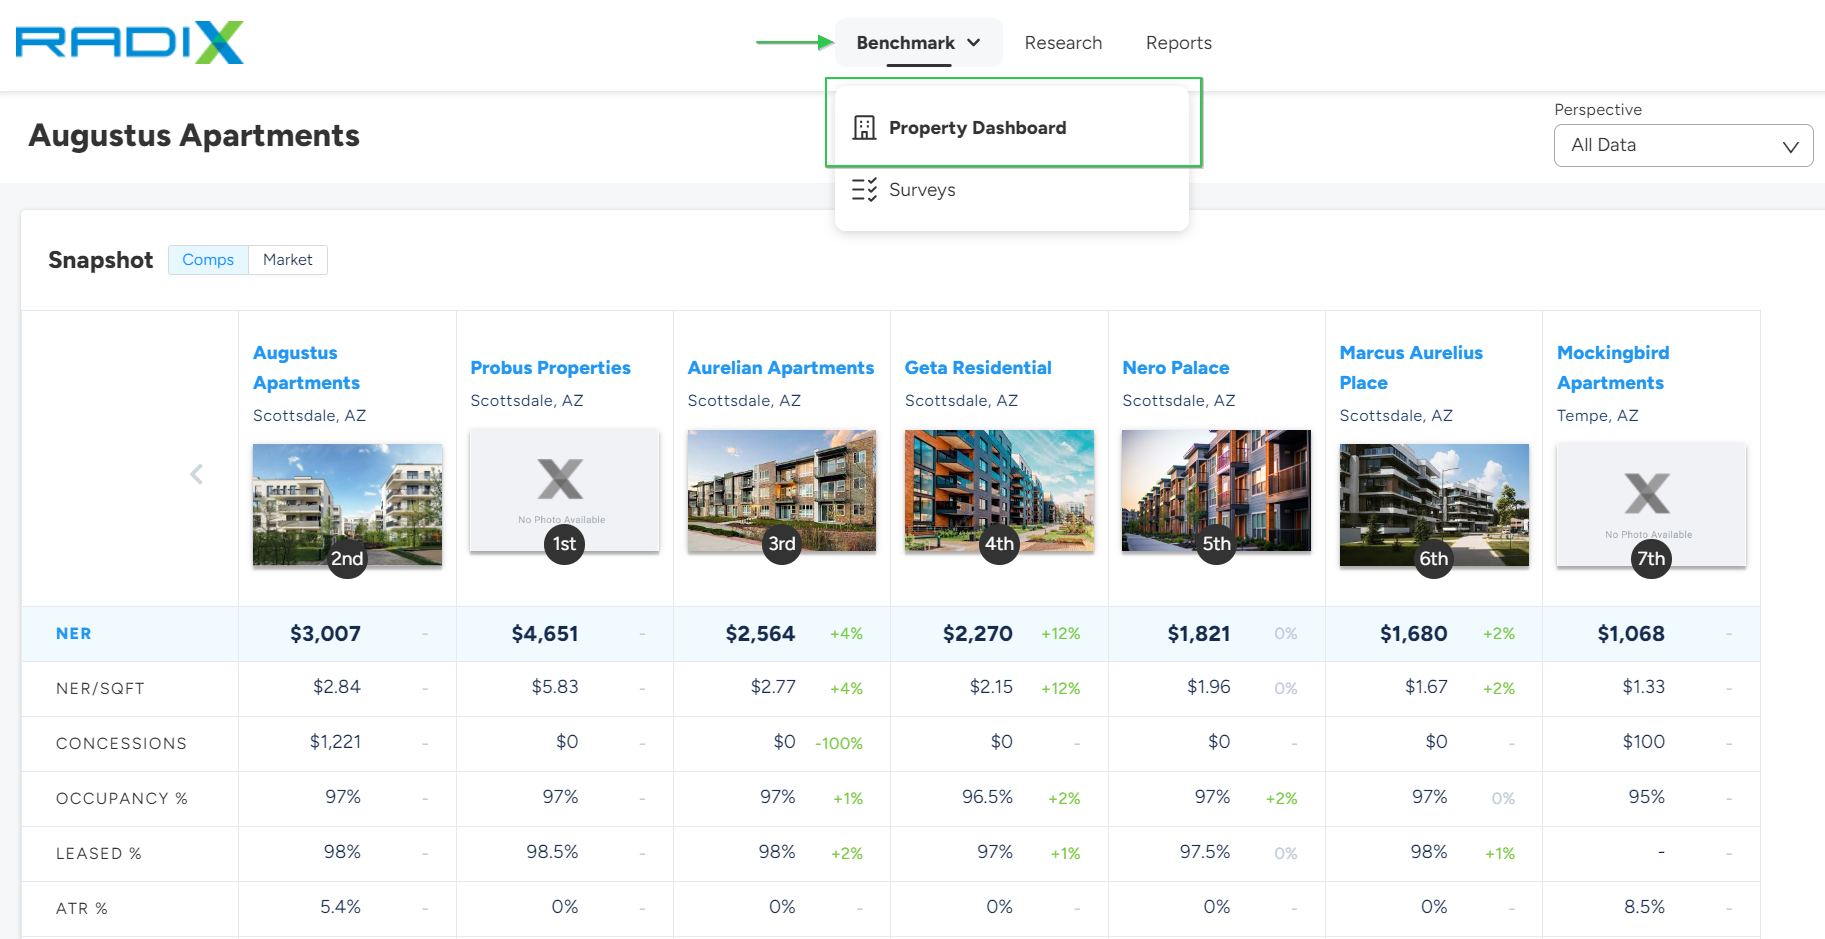 RADIX
Benchmark Research Reports
Augustus Apartments
Property Dashboard
Surveys
Perspective
All Data
Snapshot Comps Market
Augustus Apartments
Scottsdale, AZ
2nd
Probus Properties
Scottsdale, AZ
No Photo Available
1st
Aurelian Apartments
Scottsdale, AZ
3rd
Geta Residential
Scottsdale, AZ
4th
Nero Palace
Scottsdale, AZ
5th
Marcus Aurelius Place
Scottsdale, AZ
6th
Mockingbird Apartments
Tempe, AZ
No Photo Available
7th
NER $3,007 - $4,651 - $2,564 +4% $2,270 +12% $1,821 0% $1,680 +2% $1,068 -
NER/SQFT $2.84 - $5.83 - $2.77 +4% $2.15 +12% $1.96 0% $1.67 +2% $1.33 -
CONCESSIONS $1,221 - $0 - $0 -100% $0 - $0 - $0 - $100 -
OCCUPANCY % 97% - 97% - 97% +1% 96.5% +2% 97% +2% 97% 0% 95% -
LEASED % 98% - 98.5% - 98% +2% 97% +1% 97.5% 0% 98% +1% - -
ATR % 5.4% - 0% - 0% - 0% - 0% - 0% - 8.5% -